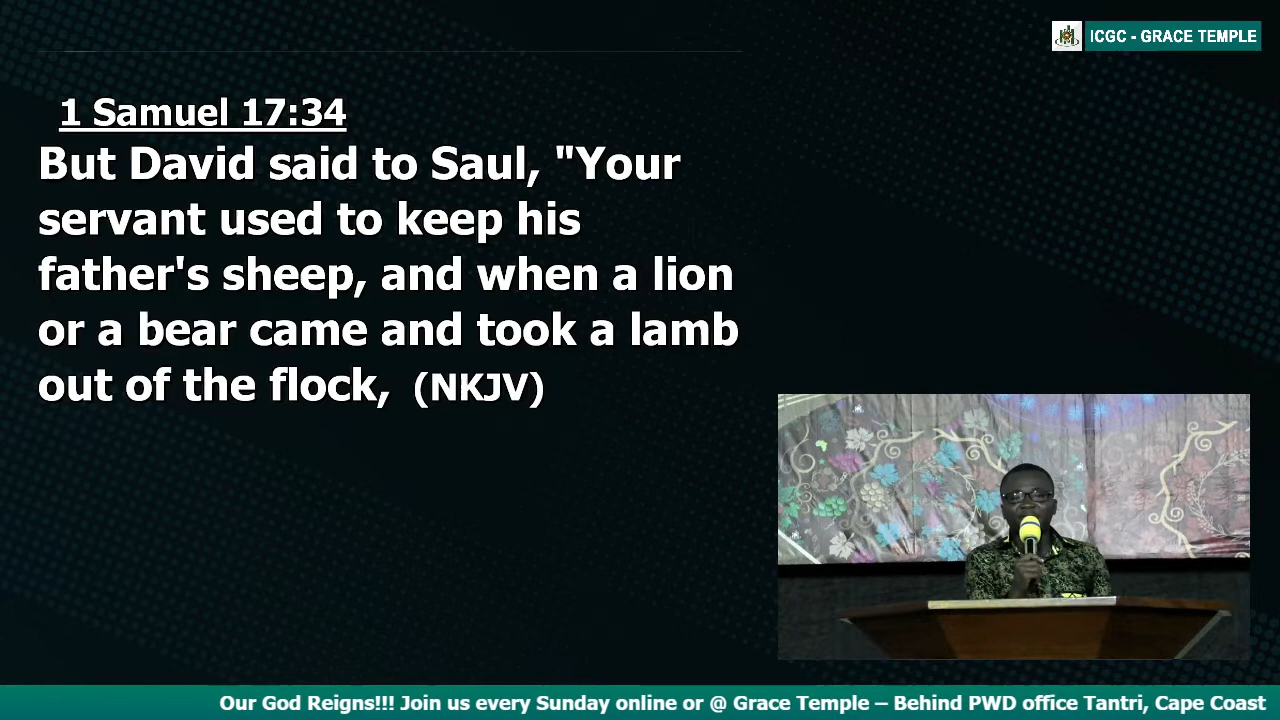 ICGC - GRACE TEMPLE
1 Samuel 17:34
But David said to Saul, "Your
servant used to keep his
father's sheep, and when a lion
or a bear came and took a lamb
out of the flock, (NKJV)
Our God Reigns!!! Join us every Sunday online or @ Grace Temple – Behind PWD office Tantri, Cape Coast